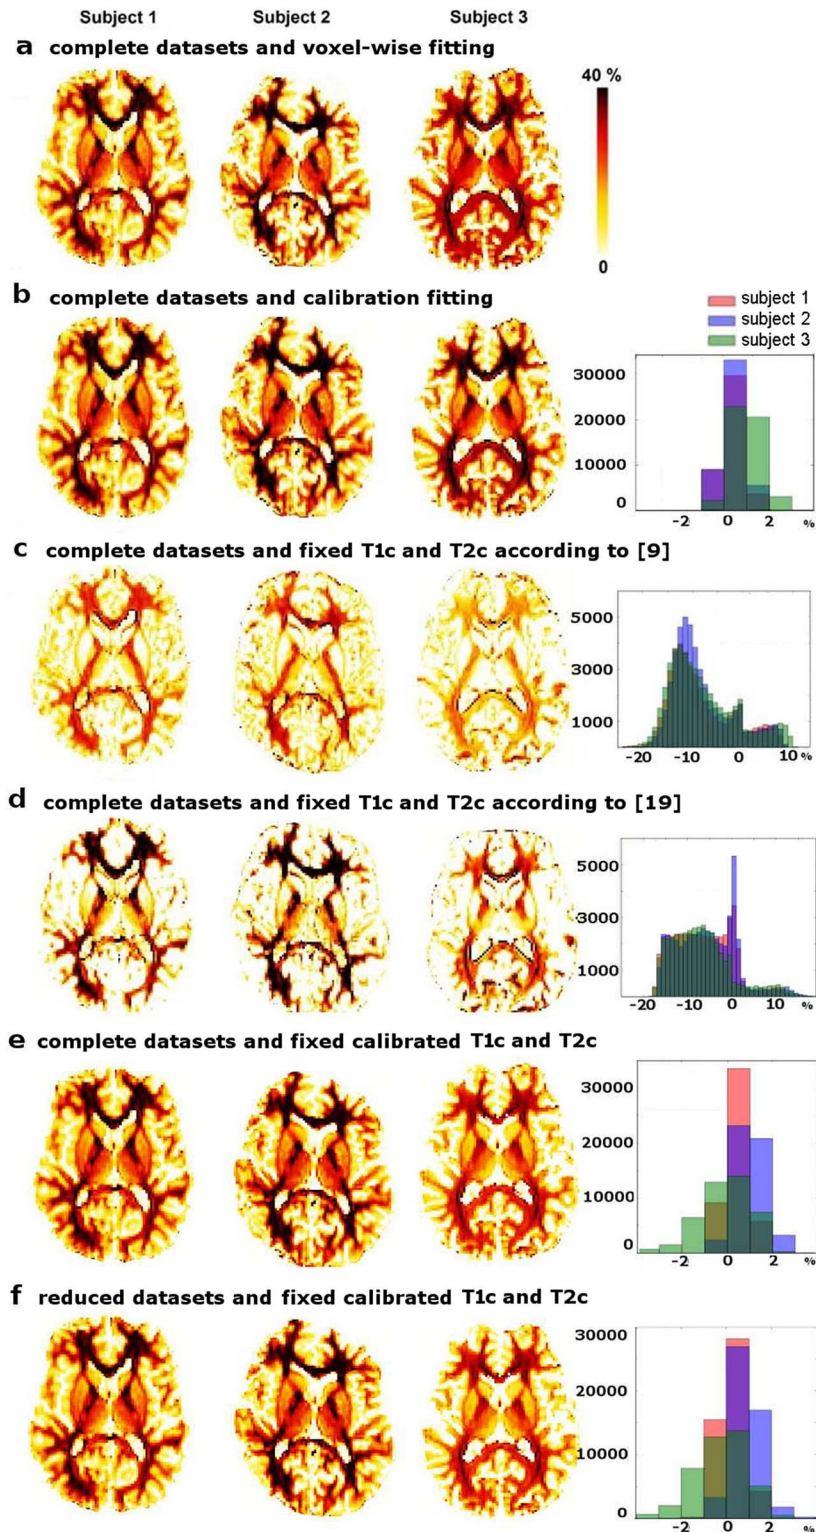 Subject 1 Subject 2 Subject 3
a complete datasets and voxel-wise fitting
40 %
0
b complete datasets and calibration fitting
subject 1
subject 2
subject 3
30000
20000
10000
0
-2 0 2 %
c complete datasets and fixed T1c and T2c according to [9]
5000
3000
1000
-20 -10 0 10 %
d complete datasets and fixed T1c and T2c according to [19]
5000
3000
1000
-20 -10 0 10 %
e complete datasets and fixed calibrated T1c and T2c
30000
20000
10000
0
-2 0 2 %
f reduced datasets and fixed calibrated T1c and T2c
30000
20000
10000
0
-2 0 2 %